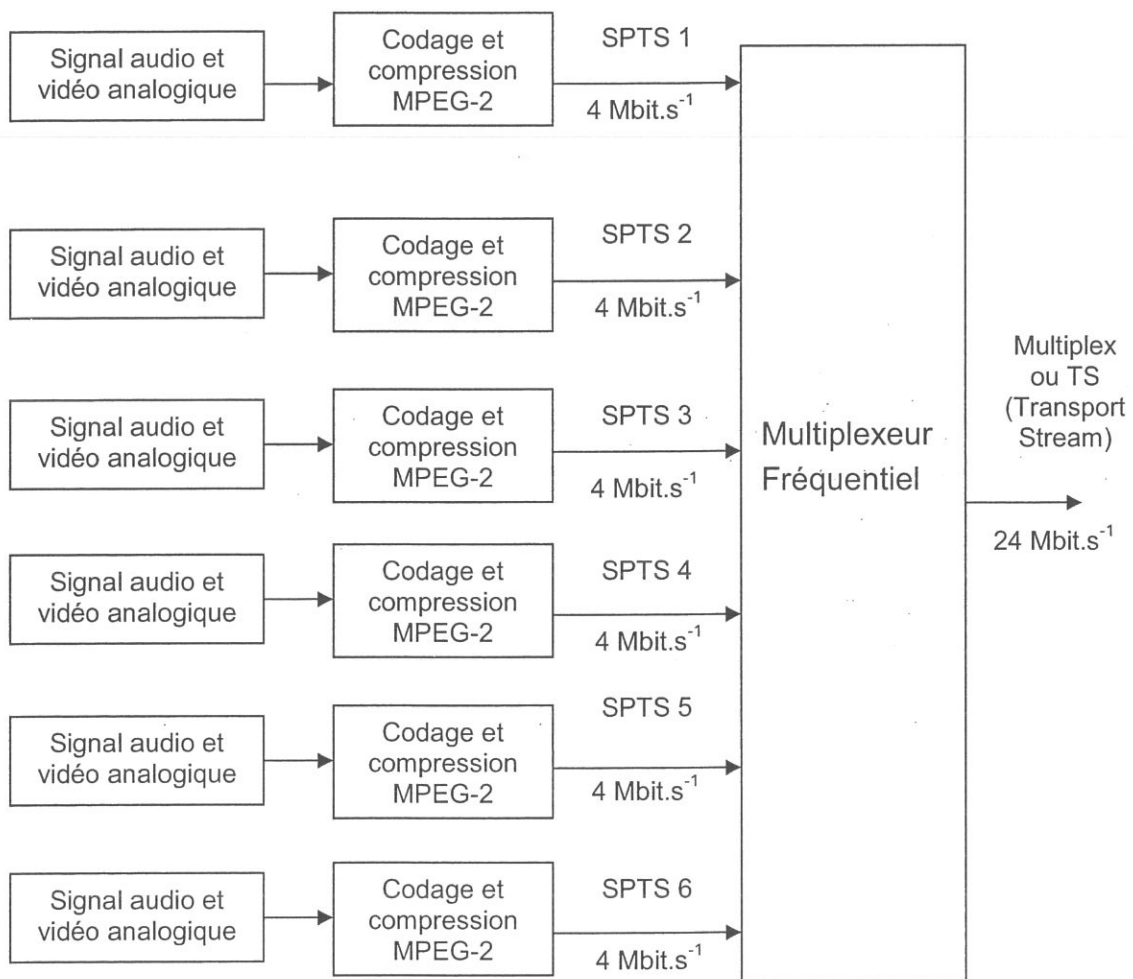 Signal audio et
vidéo analogique
Codage et
compression
MPEG-2
SPTS 1
4 Mbit.s⁻¹
Signal audio et
vidéo analogique
Codage et
compression
MPEG-2
SPTS 2
4 Mbit.s⁻¹
Signal audio et
vidéo analogique
Codage et
compression
MPEG-2
SPTS 3
4 Mbit.s⁻¹
Signal audio et
vidéo analogique
Codage et
compression
MPEG-2
SPTS 4
4 Mbit.s⁻¹
Signal audio et
vidéo analogique
Codage et
compression
MPEG-2
SPTS 5
4 Mbit.s⁻¹
Signal audio et
vidéo analogique
Codage et
compression
MPEG-2
SPTS 6
4 Mbit.s⁻¹
Multiplexeur
Fréquentiel
Multiplex
ou TS
(Transport
Stream)
24 Mbit.s⁻¹